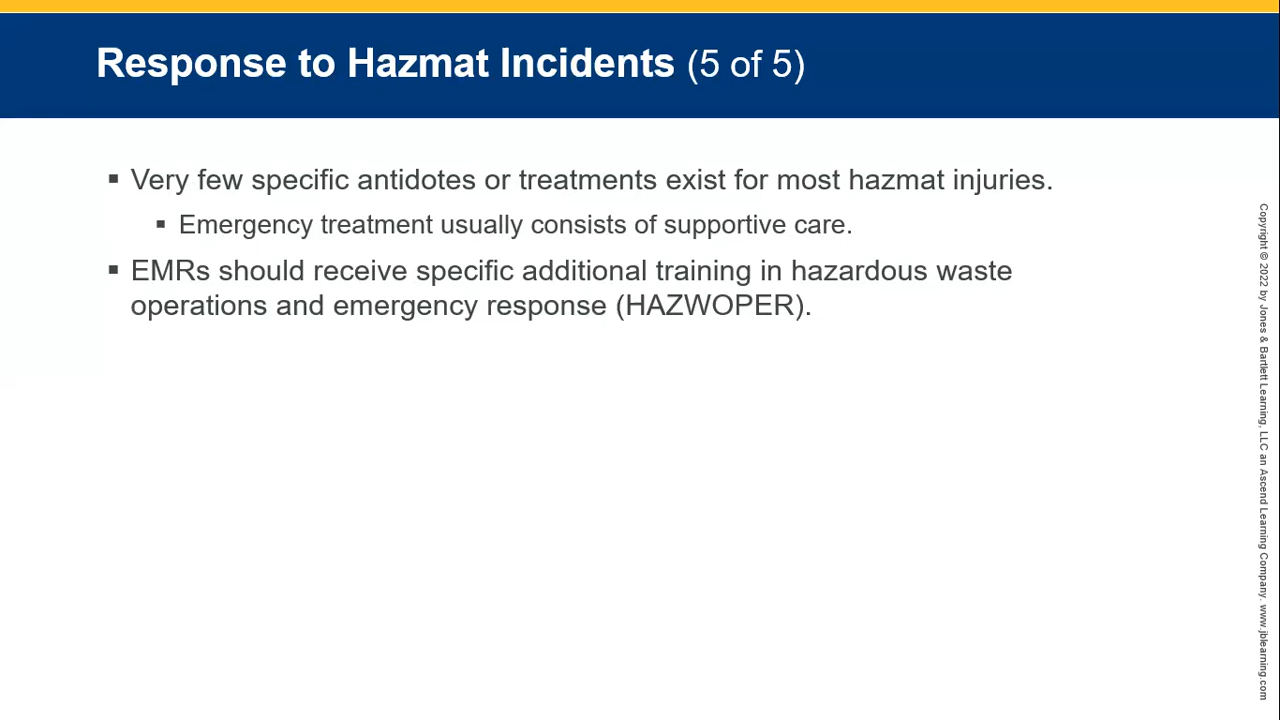 Response to Hazmat Incidents (5 of 5)
▪ Very few specific antidotes or treatments exist for most hazmat injuries.
▪ Emergency treatment usually consists of supportive care.
▪ EMRs should receive specific additional training in hazardous waste
operations and emergency response (HAZWOPER).
Copyright © 2022 by Jones & Bartlett Learning, LLC an Ascend Learning Company. www.jblearning.com